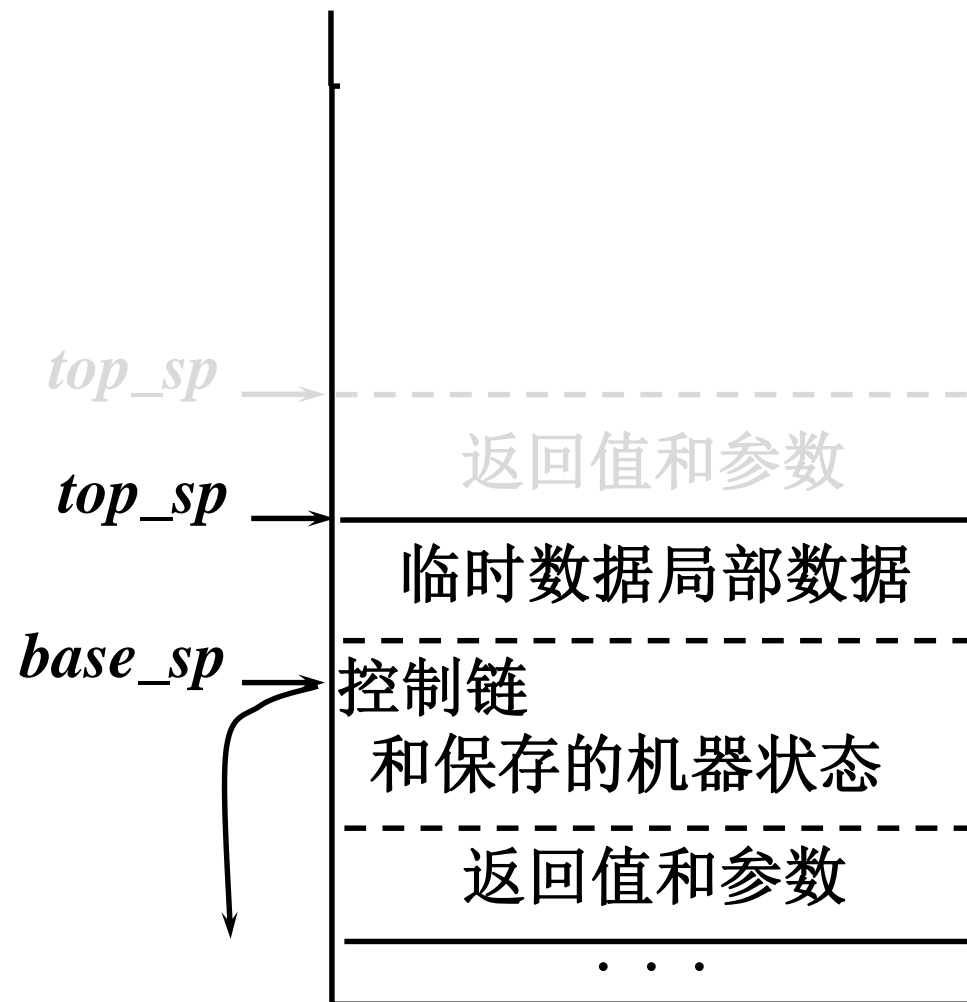 top_sp
返回值和参数
top_sp
临时数据局部数据
base_sp
控制链
和保存的机器状态
返回值和参数
. . .